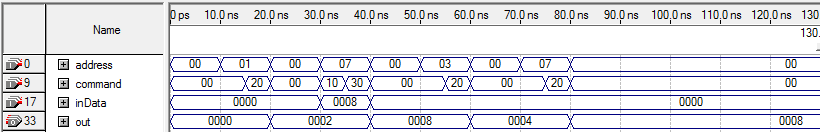 Name
0 ps 10.0 ns 20.0 ns 30.0 ns 40.0 ns 50.0 ns 60.0 ns 70.0 ns 80.0 ns 90.0 ns 100.0 ns 110.0 ns 120.0 ns 130.
130.
0 address 00 01 00 07 00 03 00 07 00
9 command 00 20 00 10 30 00 20 00 20 00
17 inData 0000 0008 0000
33 out 0000 0002 0008 0004 0008